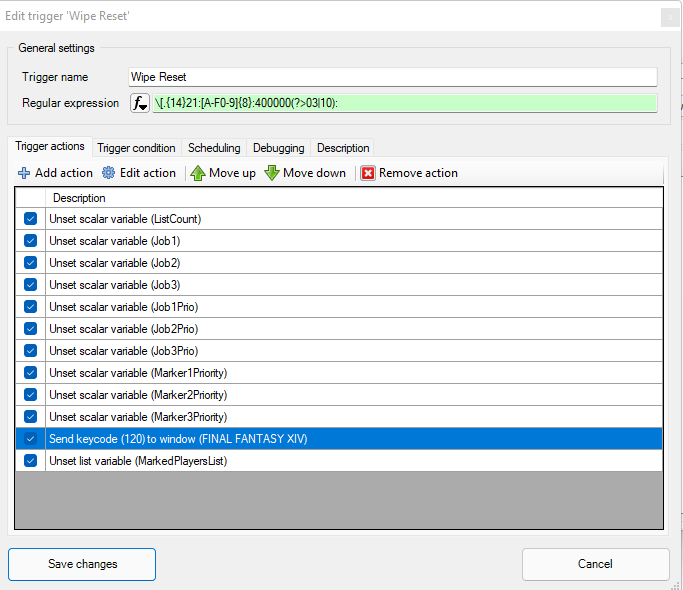 Edit trigger 'Wipe Reset'
General settings
Trigger name Wipe Reset
Regular expression f \[.{14}21:[A-F0-9]{8}:400000(?>03|10):
Trigger actions Trigger condition Scheduling Debugging Description
Add action Edit action Move up Move down Remove action
Description
Unset scalar variable (ListCount)
Unset scalar variable (Job1)
Unset scalar variable (Job2)
Unset scalar variable (Job3)
Unset scalar variable (Job1Prio)
Unset scalar variable (Job2Prio)
Unset scalar variable (Job3Prio)
Unset scalar variable (Marker1Priority)
Unset scalar variable (Marker2Priority)
Unset scalar variable (Marker3Priority)
Send keycode (120) to window (FINAL FANTASY XIV)
Unset list variable (MarkedPlayersList)
Save changes Cancel